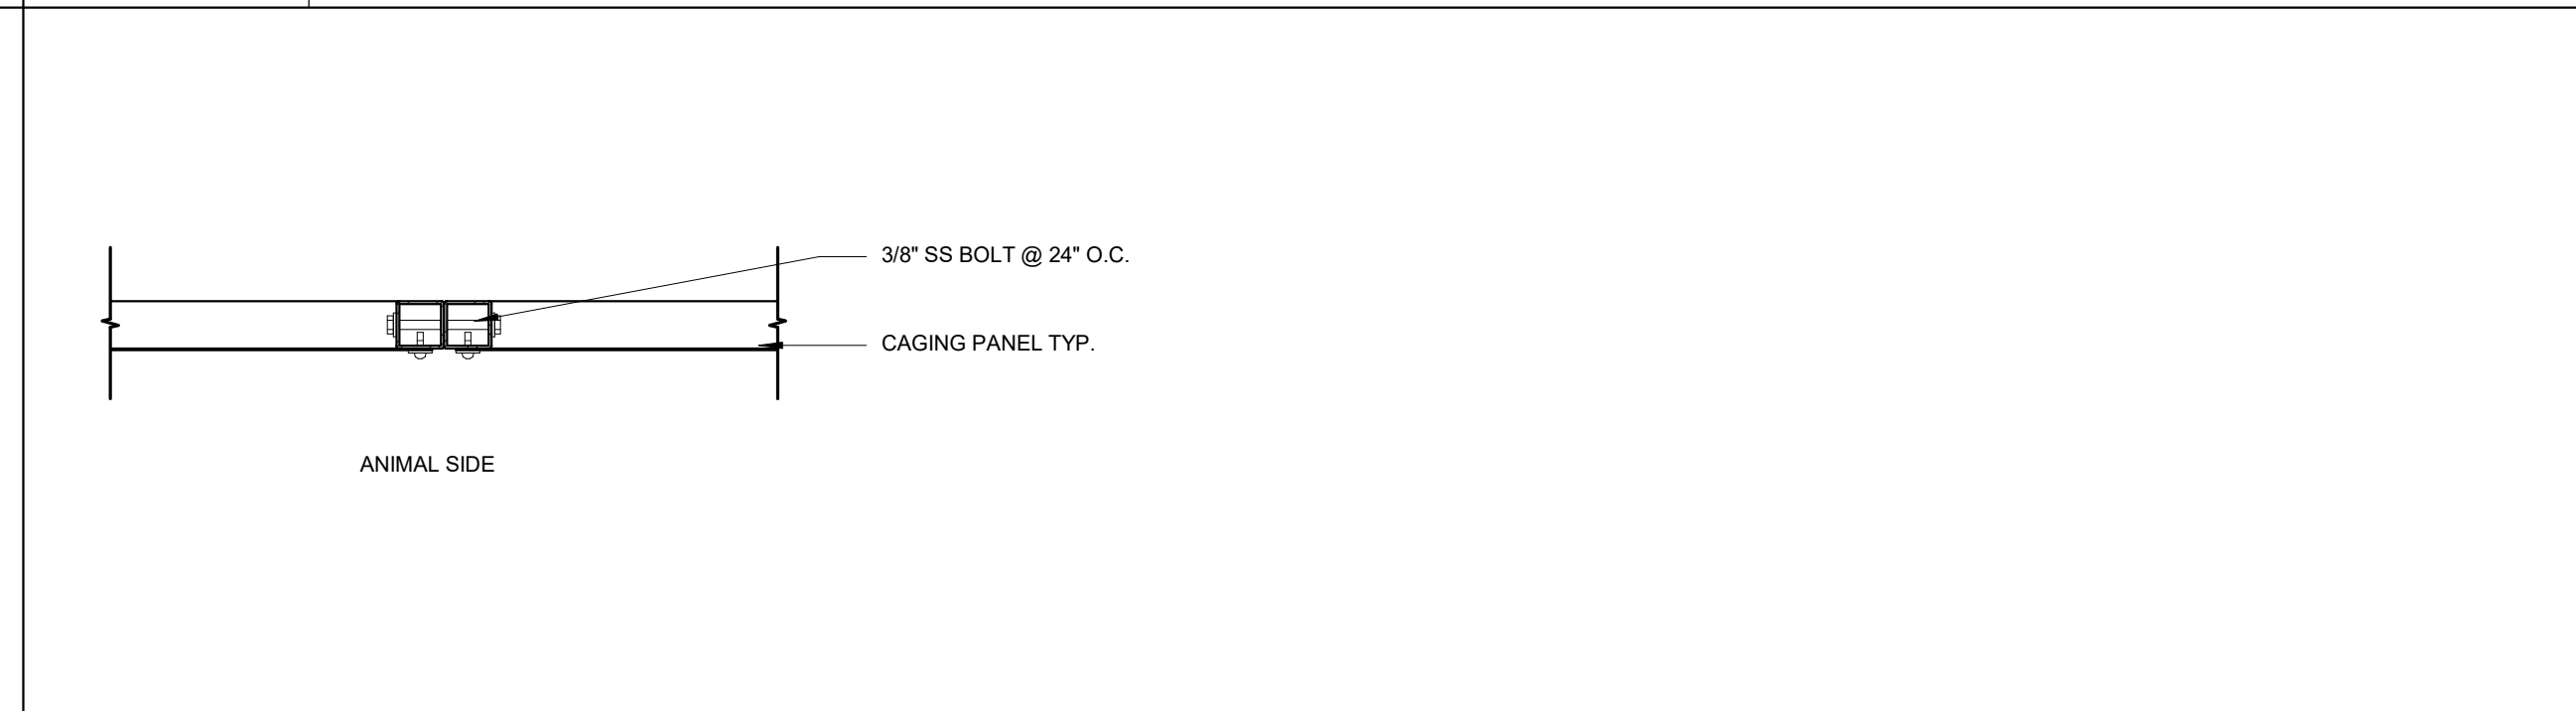 3/8" SS BOLT @ 24" O.C.
CAGING PANEL TYP.
ANIMAL SIDE